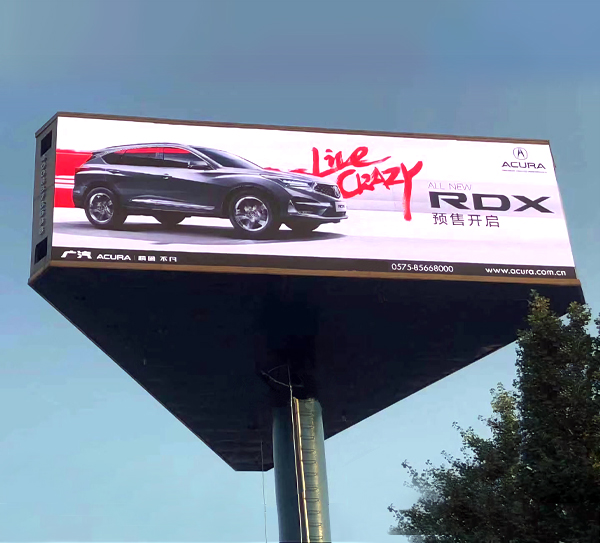 Live
CRAZY
ACURA
ALL NEW
RDX
预售开启
广汽 ACURA
0575-85668000
www.acura.com.cn